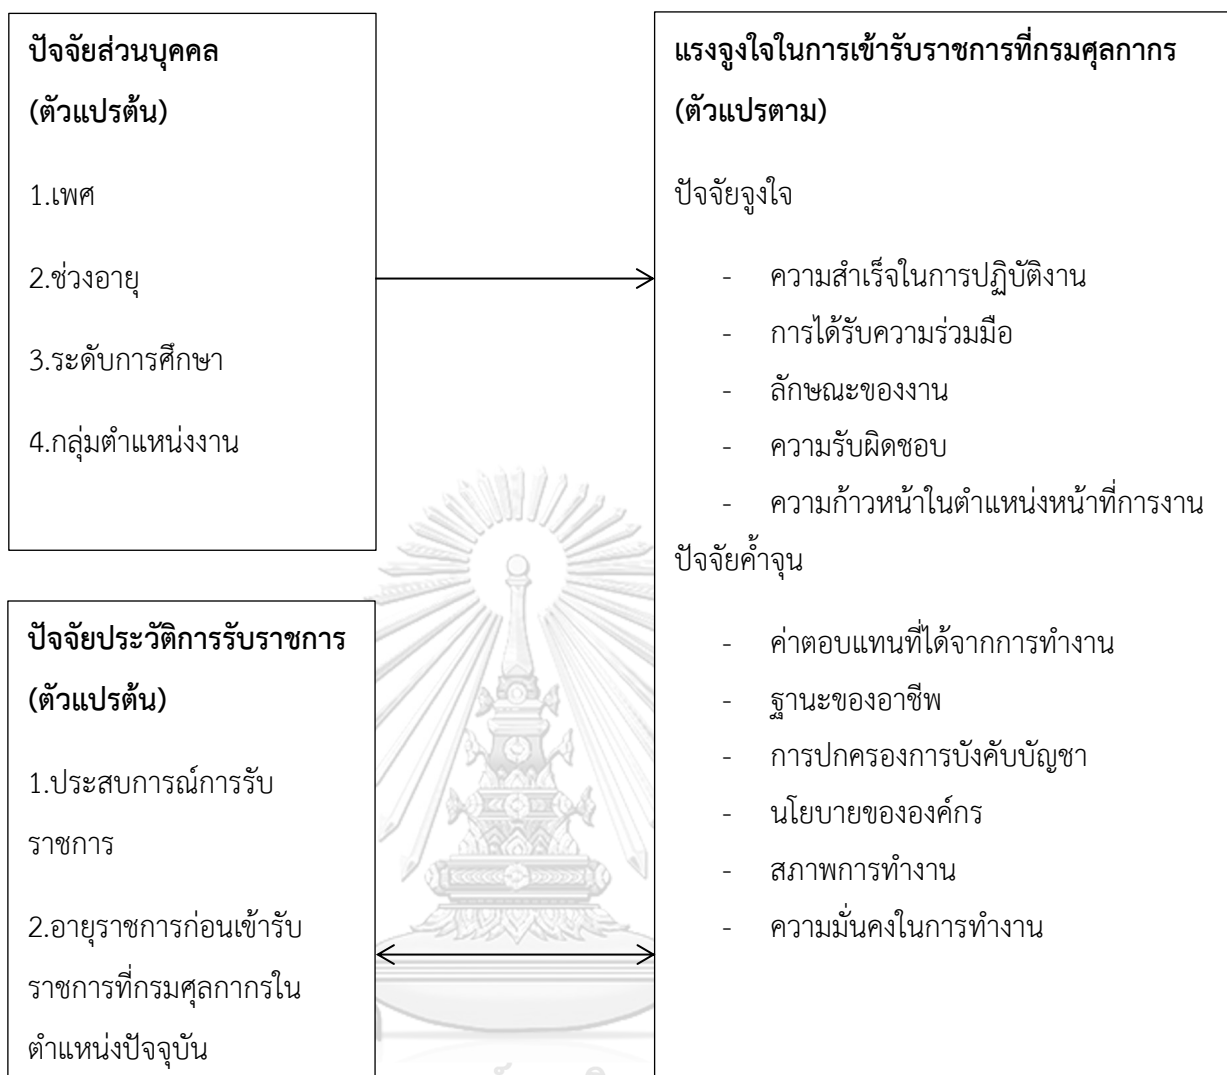 ปัจจัยส่วนบุคคล
(ตัวแปรต้น)
1.เพศ
2.ช่วงอายุ
3.ระดับการศึกษา
4.กลุ่มตำแหน่งงาน
ปัจจัยประวัติการรับราชการ
(ตัวแปรต้น)
1.ประสบการณ์การรับ
ราชการ
2.อายุราชการก่อนเข้ารับ
ราชการที่กรมศุลกากรใน
ตำแหน่งปัจจุบัน
แรงจูงใจในการเข้ารับราชการที่กรมศุลกากร
(ตัวแปรตาม)
ปัจจัยจูงใจ
- ความสำเร็จในการปฏิบัติงาน
- การได้รับความร่วมมือ
- ลักษณะของงาน
- ความรับผิดชอบ
- ความก้าวหน้าในตำแหน่งหน้าที่การงาน
ปัจจัยค้ำจุน
- ค่าตอบแทนที่ได้จากการทำงาน
- ฐานะของอาชีพ
- การปกครองการบังคับบัญชา
- นโยบายขององค์กร
- สภาพการทำงาน
- ความมั่นคงในการทำงาน